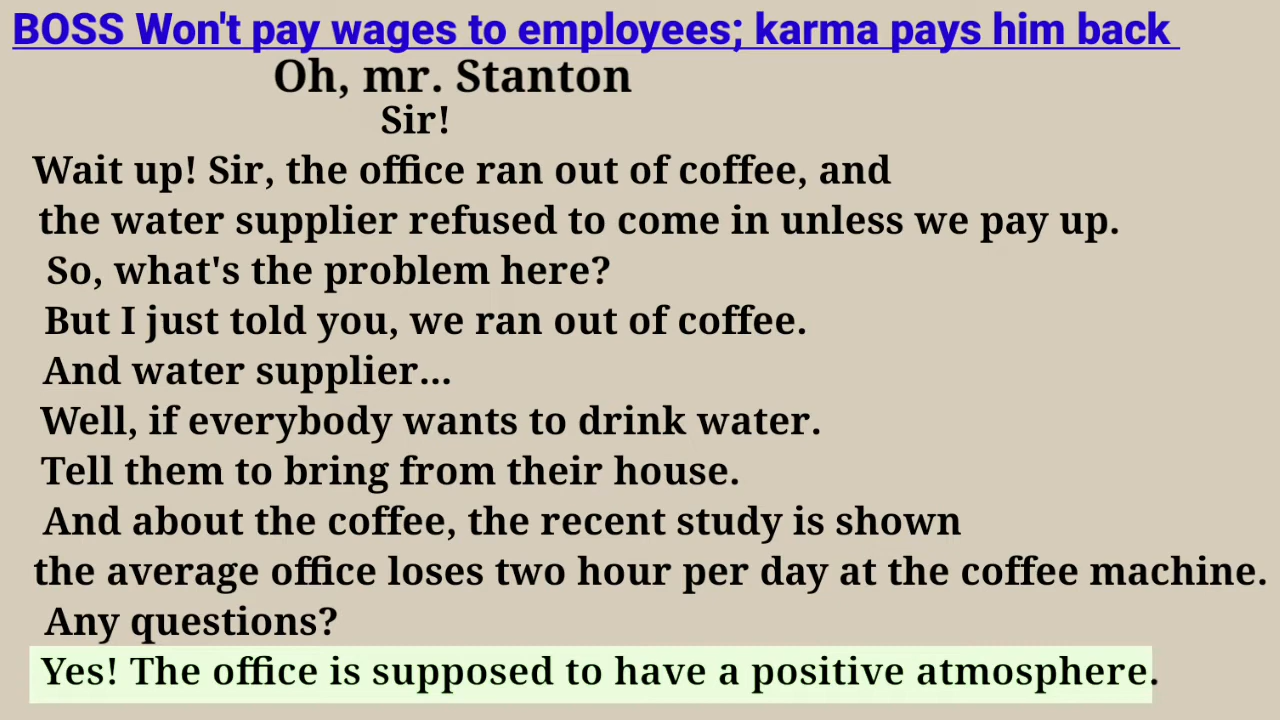 BOSS Won't pay wages to employees; karma pays him back
Oh, mr. Stanton
Sir!
Wait up! Sir, the office ran out of coffee, and
the water supplier refused to come in unless we pay up.
So, what's the problem here?
But I just told you, we ran out of coffee.
And water supplier...
Well, if everybody wants to drink water.
Tell them to bring from their house.
And about the coffee, the recent study is shown
the average office loses two hour per day at the coffee machine.
Any questions?
Yes! The office is supposed to have a positive atmosphere.